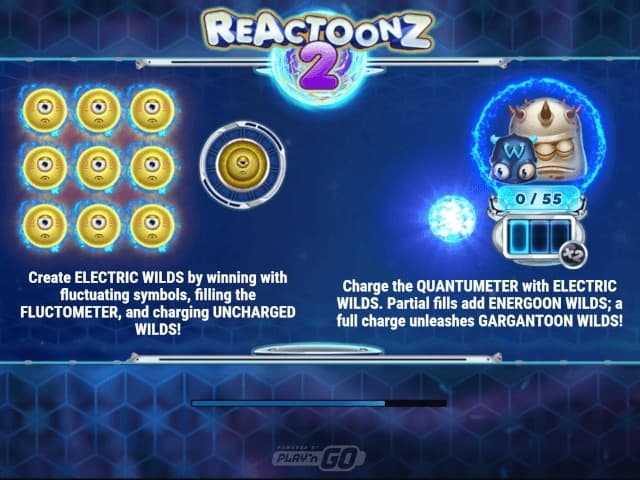 REACTOONZ
2
Create ELECTRIC WILDS by winning with
fluctuating symbols, filling the
FLUCTOMETER, and charging UNCHARGED
WILDS!
W
0 / 55
x2
Charge the QUANTUMETER with ELECTRIC
WILDS. Partial fills add ENERGOON WILDS; a
full charge unleashes GARGANTOON WILDS!
POWERED BY
PLAY'n GO